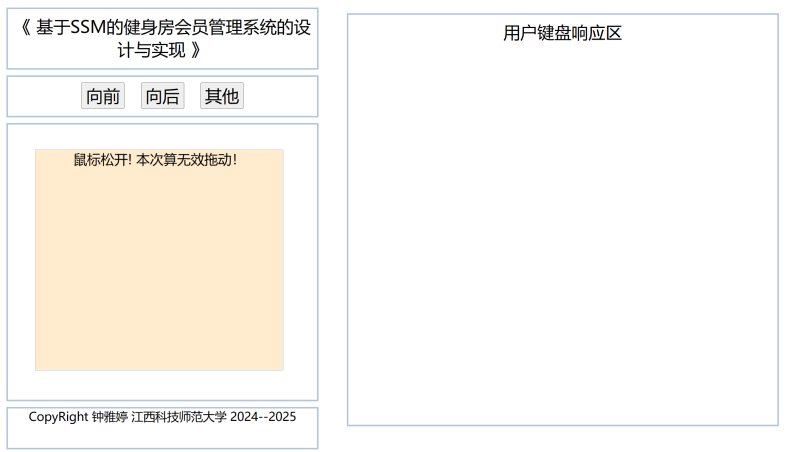 《 基于SSM的健身房会员管理系统的设
计与实现 》
向前 向后 其他
鼠标松开! 本次算无效拖动!
CopyRight 钟雅婷 江西科技师范大学 2024--2025
用户键盘响应区